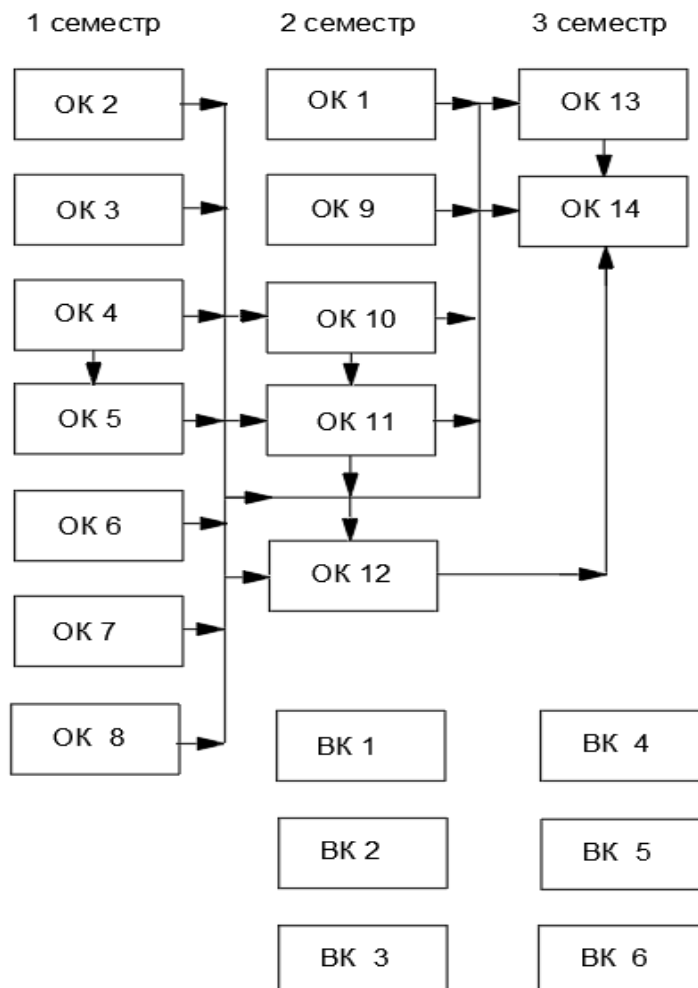 1 семестр 2 семестр 3 семестр
ОК 2 ОК 1 ОК 13
ОК 3 ОК 9 ОК 14
ОК 4 ОК 10
ОК 5 ОК 11
ОК 6
ОК 12
ОК 7
ОК 8 ВК 1 ВК 4
ВК 2 ВК 5
ВК 3 ВК 6